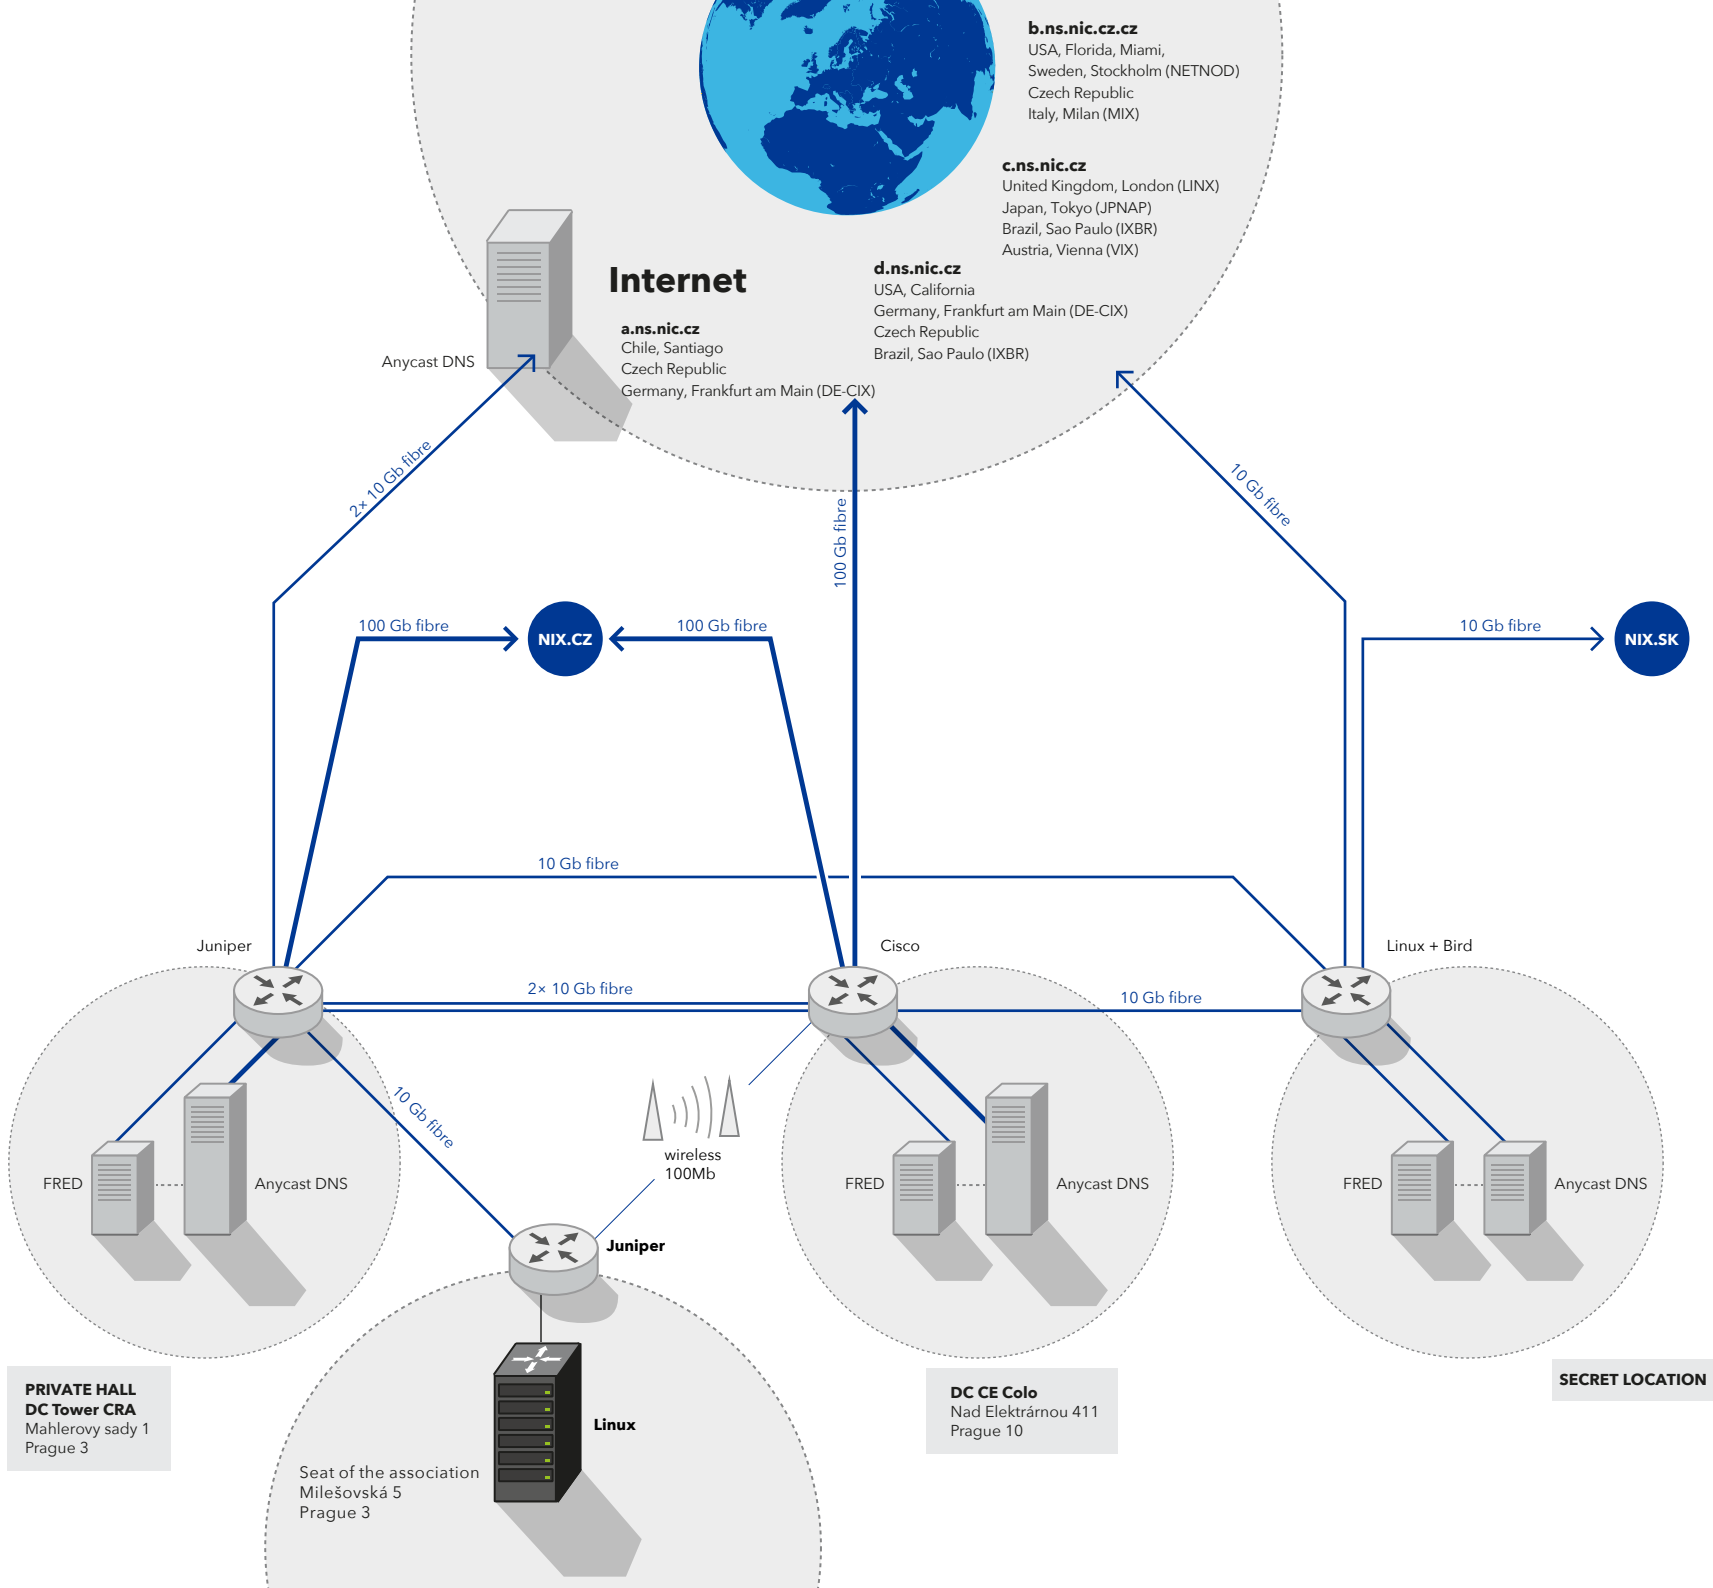 b.ns.nic.cz.cz
USA, Florida, Miami,
Sweden, Stockholm (NETNOD)
Czech Republic
Italy, Milan (MIX)
c.ns.nic.cz
United Kingdom, London (LINX)
Japan, Tokyo (JPNAP)
Brazil, Sao Paulo (IXBR)
Austria, Vienna (VIX)
d.ns.nic.cz
USA, California
Germany, Frankfurt am Main (DE-CIX)
Czech Republic
Brazil, Sao Paulo (IXBR)
Internet
a.ns.nic.cz
Chile, Santiago
Czech Republic
Germany, Frankfurt am Main (DE-CIX)
Anycast DNS
2× 10 Gb fibre
100 Gb fibre
10 Gb fibre
100 Gb fibre
NIX.CZ
100 Gb fibre
10 Gb fibre
NIX.SK
10 Gb fibre
Juniper
Cisco
Linux + Bird
2× 10 Gb fibre
10 Gb fibre
10 Gb fibre
wireless
100Mb
FRED
Anycast DNS
FRED
Anycast DNS
FRED
Anycast DNS
Juniper
PRIVATE HALL
DC Tower CRA
Mahlerovy sady 1
Prague 3
Linux
Seat of the association
Milešovská 5
Prague 3
DC CE Colo
Nad Elektrárnou 411
Prague 10
SECRET LOCATION